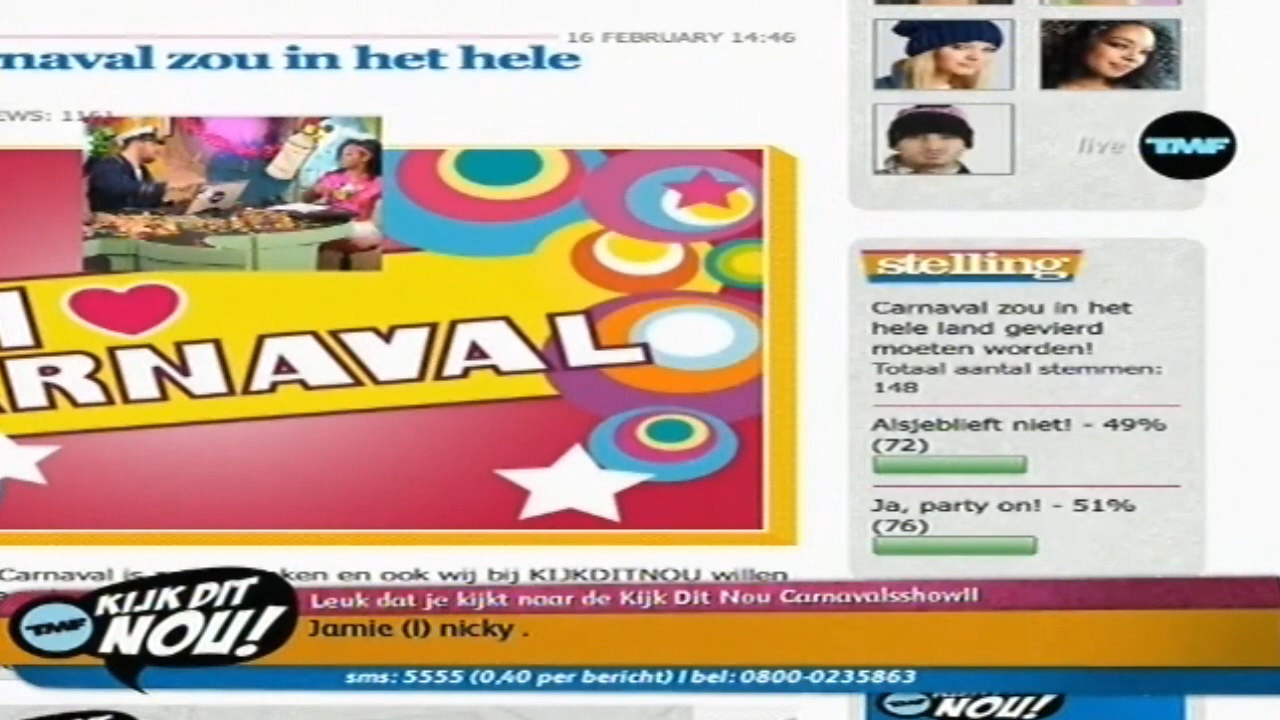 16 FEBRUARY 14:46
naval zou in het hele
live TMF
stelling
Carnaval zou in het
hele land gevierd
moeten worden!
Totaal aantal stemmen:
148
Alsjeblieft niet! - 49%
(72)
Ja, party on! - 51%
(76)
I
RNAVAL
Carnaval
ken en ook wij bij KIJKDITNOU willen
TMF KIJK DIT
NOU!
Leuk dat je kijkt naar de Kijk Dit Nou Carnavalsshow!!
Jamie (l) nicky .
sms: 5555 (0,40 per bericht) l bel: 0800-0235863
TMF NOU!